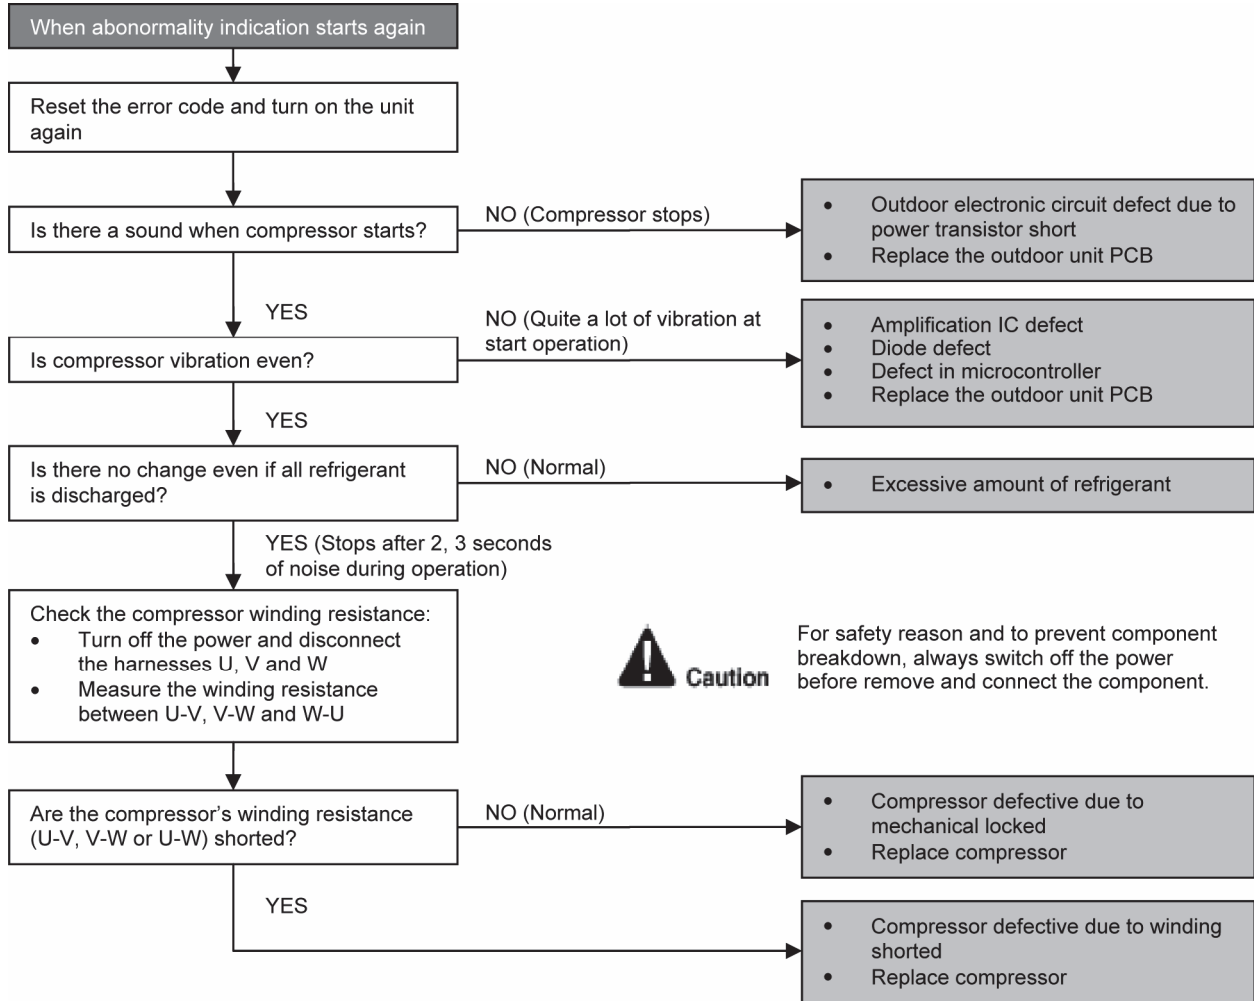 When abonormality indication starts again
Reset the error code and turn on the unit
again
Is there a sound when compressor starts?
NO (Compressor stops)
• Outdoor electronic circuit defect due to
power transistor short
• Replace the outdoor unit PCB
YES
Is compressor vibration even?
NO (Quite a lot of vibration at
start operation)
• Amplification IC defect
• Diode defect
• Defect in microcontroller
• Replace the outdoor unit PCB
YES
Is there no change even if all refrigerant
is discharged?
NO (Normal)
• Excessive amount of refrigerant
YES (Stops after 2, 3 seconds
of noise during operation)
Check the compressor winding resistance:
• Turn off the power and disconnect
the harnesses U, V and W
• Measure the winding resistance
between U-V, V-W and W-U
Caution
For safety reason and to prevent component
breakdown, always switch off the power
before remove and connect the component.
Are the compressor's winding resistance
(U-V, V-W or U-W) shorted?
NO (Normal)
• Compressor defective due to
mechanical locked
• Replace compressor
YES
• Compressor defective due to winding
shorted
• Replace compressor